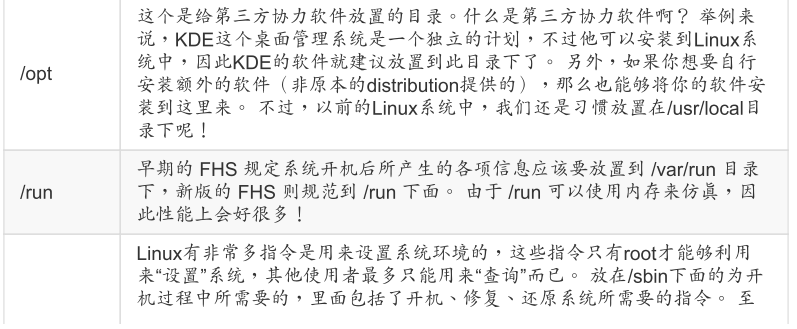 这个是给第三方协力软件放置的目录。什么是第三方协力软件啊？ 举例来
说，KDE这个桌面管理系统是一个独立的计划，不过他可以安装到Linux系
统中，因此KDE的软件就建议放置到此目录下了。 另外，如果你想要自行
/opt
安装额外的软件（非原本的distribution提供的），那么也能够将你的软件安
装到这里来。 不过，以前的Linux系统中，我们还是习惯放置在/usr/local目
录下呢！
早期的 FHS 规定系统开机后所产生的各项信息应该要放置到 /var/run 目录
/run
下，新版的 FHS 则规范到 /run 下面。 由于 /run 可以使用内存来仿真，因
此性能上会好很多！
Linux有非常多指令是用来设置系统环境的，这些指令只有root才能够利用
来“设置”系统，其他使用者最多只能用来“查询”而已。 放在/sbin下面的为开
机过程中所需要的，里面包括了开机、修复、还原系统所需要的指令。 至